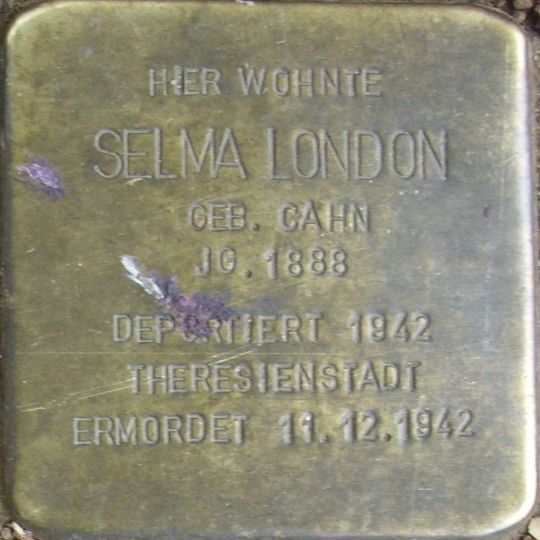 HIER WOHNTE
SELMA LONDON
GEB. CAHN
JG. 1888
DEPORTIERT 1942
THERESIENSTADT
ERMORDET 11.12.1942